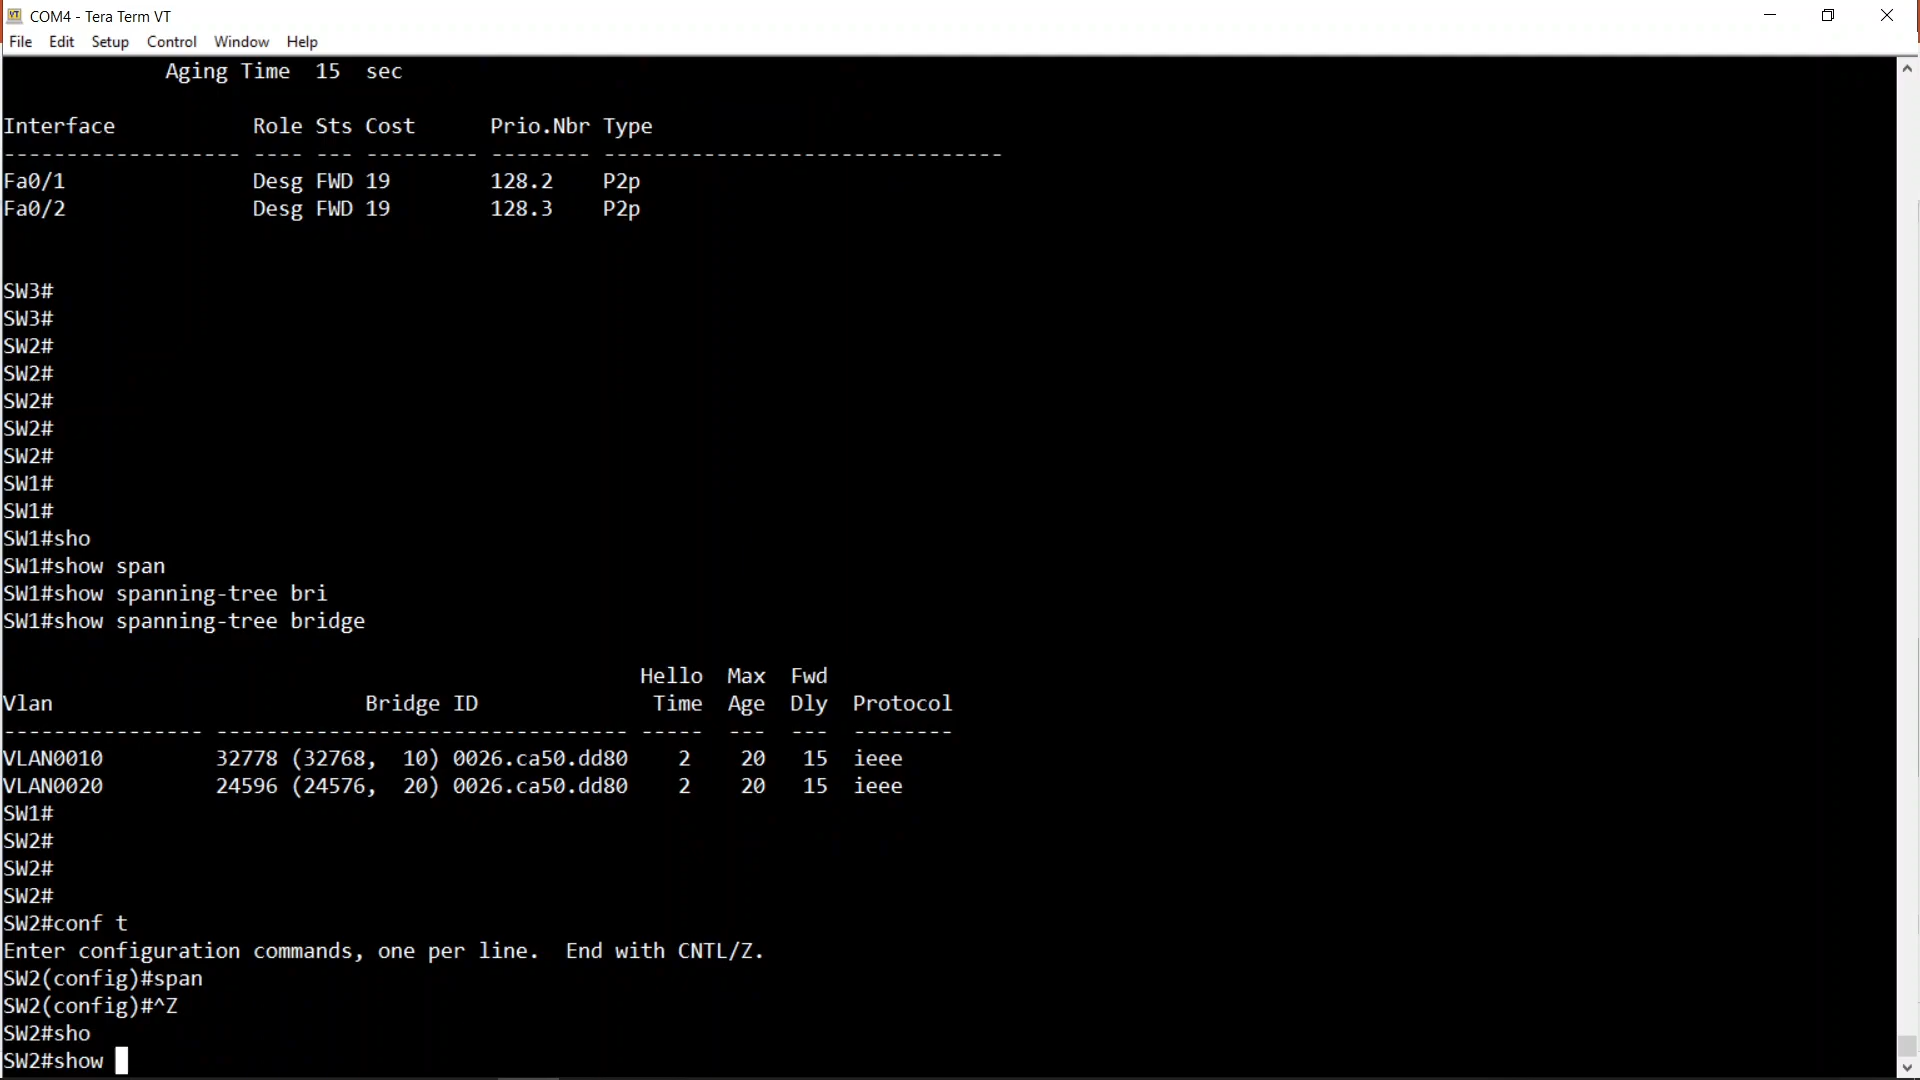 COM4 - Tera Term VT
File Edit Setup Control Window Help
Aging Time  15  sec
Interface           Role Sts Cost      Prio.Nbr Type
------------------- ---- --- --------- -------- --------------------------------
Fa0/1               Desg FWD 19        128.2    P2p
Fa0/2               Desg FWD 19        128.3    P2p
SW3#
SW3#
SW2#
SW2#
SW2#
SW2#
SW2#
SW1#
SW1#
SW1#sho
SW1#show span
SW1#show spanning-tree bri
SW1#show spanning-tree bridge
                                                   Hello  Max  Fwd
Vlan                         Bridge ID              Time  Age  Dly  Protocol
---------------- --------------------------------- -----  ---  ---  --------
VLAN0010         32778 (32768,  10) 0026.ca50.dd80    2    20   15  ieee
VLAN0020         24596 (24576,  20) 0026.ca50.dd80    2    20   15  ieee
SW1#
SW2#
SW2#
SW2#
SW2#conf t
Enter configuration commands, one per line.  End with CNTL/Z.
SW2(config)#span
SW2(config)#^Z
SW2#sho
SW2#show